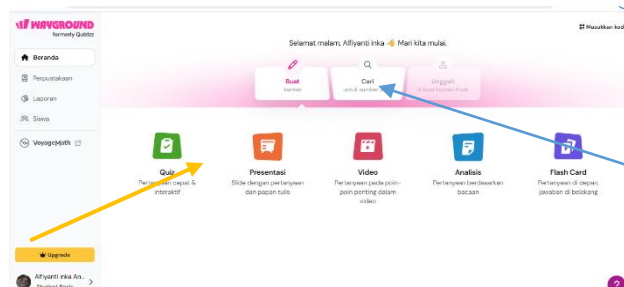 WAYGROUND
formerly Quizizz
Beranda
Perpustakaan
Laporan
Siswa
VoyageMath
Upgrade
Alfiyanti inka An...
Selamat malam, Alfiyanti inka 👋 Mari kita mulai.
Masukkan kode
Buat
konten
Cari
untuk sumber
Unggah
Quiz
Pertanyaan cepat &
interaktif
Presentasi
Slide dengan pertanyaan
dan papan tulis
Video
Pertanyaan pada poin-
poin penting dalam
video
Analisis
Pertanyaan berdasarkan
bacaan
Flash Card
Pertanyaan di depan,
jawaban di belakang
?